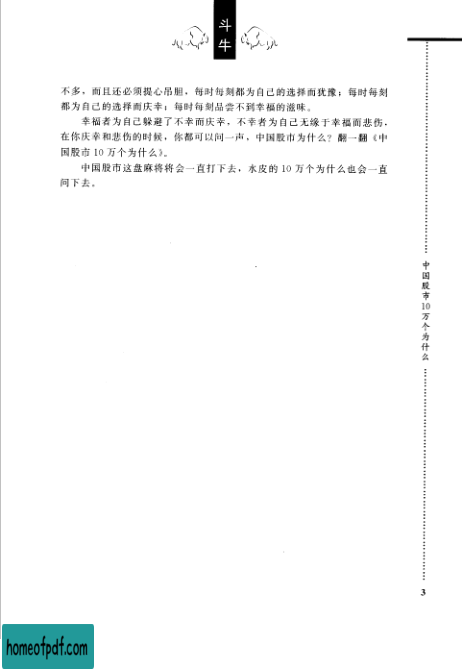 斗
牛
不多，而且还必须提心吊胆，每时每刻都为自己的选择而犹豫；每时每刻
都为自己的选择而庆幸；每时每刻品尝不到幸福的滋味。
幸福者为自己躲避了不幸而庆幸，不幸者为自己无缘于幸福而悲伤，
在你庆幸和悲伤的时候，你都可以问一声，中国股市为什么？翻一翻《中
国股市 10 万个为什么》。
中国股市这盘麻将将会一直打下去，水皮的 10 万个为什么也会一直
问下去。
中国股市10万个为什么
3
homeofpdf.com